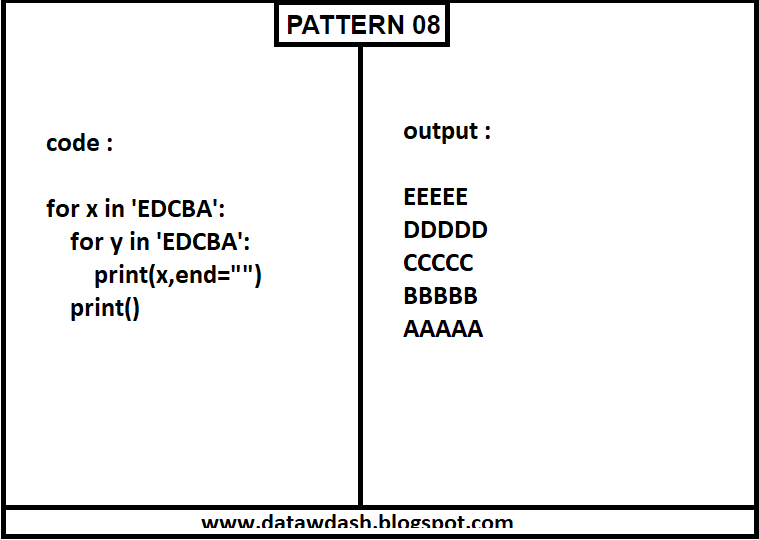 PATTERN 08
code :
for x in 'EDCBA':
    for y in 'EDCBA':
        print(x,end="")
    print()
output :
EEEEE
DDDDD
CCCCC
BBBBB
AAAAA
www.datawdash.blogspot.com